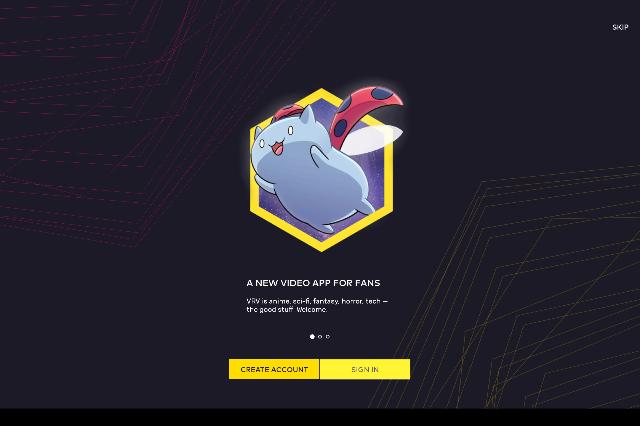 SKIP
A NEW VIDEO APP FOR FANS
VRV is anime, sci-fi, fantasy, horror, tech —
the good stuff. Welcome.
CREATE ACCOUNT
SIGN IN